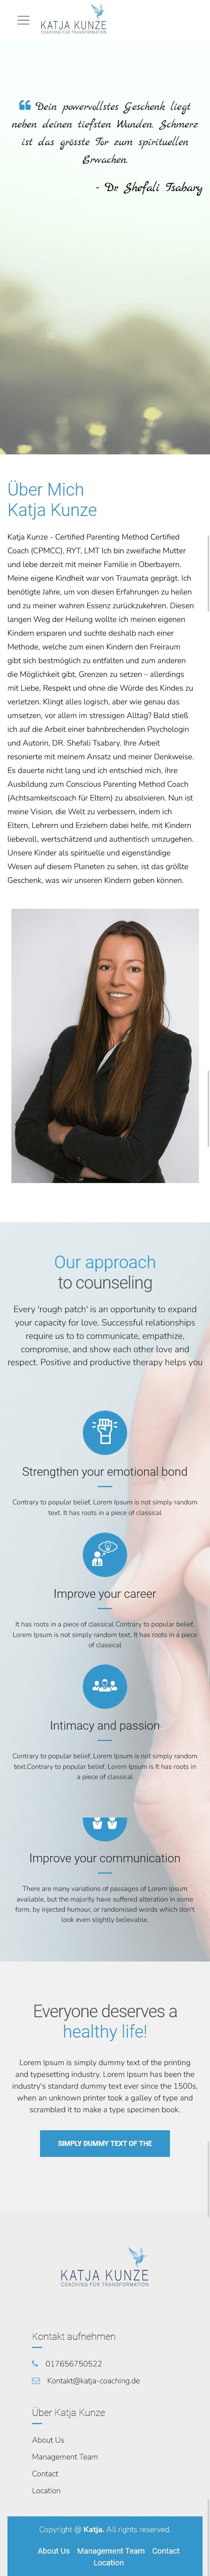 KATJA KUNZE
COACHING FÜR TRANSFORMATION
Dein powervollstes Geschenk liegt
neben deinen tiefsten Wunden. Schmerz
ist das grösste Tor zum spirituellen
Erwachen.
- Dr. Shefali Tsabary
Über Mich
Katja Kunze
Katja Kunze - Certified Parenting Method Certified
Coach (CPMCC), RYT, LMT Ich bin zweifache Mutter
und lebe derzeit mit meiner Familie in Oberbayern.
Meine eigene Kindheit war von Traumata geprägt. Ich
benötigte Jahre, um von diesen Erfahrungen zu heilen
und zu meiner wahren Essenz zurückzukehren. Diesen
langen Weg der Heilung wollte ich meinen eigenen
Kindern ersparen und suchte deshalb nach einer
Methode, welche zum einen Kindern den Freiraum
gibt sich bestmöglich zu entfalten und zum anderen
die Möglichkeit gibt, Grenzen zu setzen – allerdings
mit Liebe, Respekt und ohne die Würde des Kindes zu
verletzen. Klingt alles logisch, aber wie genau das
umsetzen, vor allem im stressigen Alltag? Bald stieß
ich auf die Arbeit einer bahnbrechenden Psychologin
und Autorin, DR. Shefali Tsabary. Ihre Arbeit
resonierte mit meinem Ansatz und meiner Denkweise.
Es dauerte nicht lang und ich entschied mich, ihre
Ausbildung zum Conscious Parenting Method Coach
(Achtsamkeitscoach für Eltern) zu absolvieren. Nun ist
meine Vision, die Welt zu verbessern, indem ich
Eltern, Lehrern und Erziehern dabei helfe, mit Kindern
liebevoll, wertschätzend und authentisch umzugehen.
Unsere Kinder als spirituelle und eigenständige
Wesen auf diesem Planeten zu sehen, ist das größte
Geschenk, was wir unseren Kindern geben können.
Our approach
to counseling
Every 'rough patch' is an opportunity to expand
your capacity for love. Successful relationships
require us to to communicate, empathize,
compromise, and show each other love and
respect. Positive and productive therapy helps you
Strengthen your emotional bond
Contrary to popular belief, Lorem Ipsum is not simply random
text. It has roots in a piece of classical
Improve your career
It has roots in a piece of classical Contrary to popular belief,
Lorem Ipsum is not simply random text. It has roots in a piece
of classical
Intimacy and passion
Contrary to popular belief, Lorem Ipsum is not simply random
text.Contrary to popular belief, Lorem Ipsum is It has roots in
a piece of classical
Improve your communication
There are many variations of passages of Lorem Ipsum
available, but the majority have suffered alteration in some
form, by injected humour, or randomised words which don't
look even slightly believable.
Everyone deserves a
healthy life!
Lorem Ipsum is simply dummy text of the printing
and typesetting industry. Lorem Ipsum has been the
industry's standard dummy text ever since the 1500s,
when an unknown printer took a galley of type and
scrambled it to make a type specimen book.
SIMPLY DUMMY TEXT OF THE
KATJA KUNZE
COACHING FÜR TRANSFORMATION
Kontakt aufnehmen
017656750522
Kontakt@katja-coaching.de
Über Katja Kunze
About Us
Management Team
Contact
Location
Copyright @ Katja. All rights reserved.
About Us Management Team Contact
Location